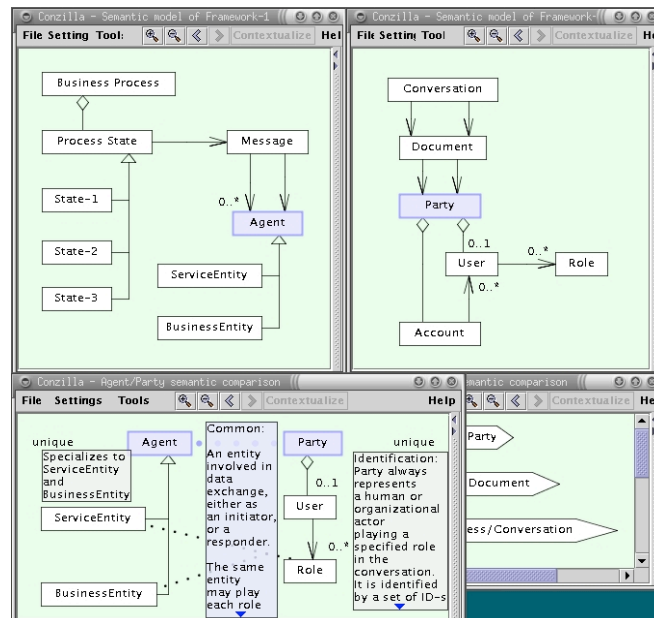 Conzilla - Semantic model of Framework-1
File Setting Tool: Contextualize Hel
Business Process
Process State
Message
State-1
0..*
Agent
State-2
ServiceEntity
State-3
BusinessEntity
Conzilla - Semantic model of Framework-
File Settin Tool Contextualize He
Conversation
Document
Party
0..1
User
0..*
Role
0..*
Account
Conzilla - Agent/Party semantic comparison
File Settings Tools Contextualize Help
unique
Agent
Specializes to
ServiceEntity
and
BusinessEntity
ServiceEntity
BusinessEntity
Common:
An entity
involved in
data
exchange,
either as
an initiator,
or a
responder.
The same
entity
may play
each role
Party
0..1
User
0..*
Role
unique
Identification:
Party always
represents
a human or
organizational
actor
playing a
specified role
in the
conversation.
It is identified
by a set of ID-s
mantic comparison
Contextualize He
Party
Document
ess/Conversation